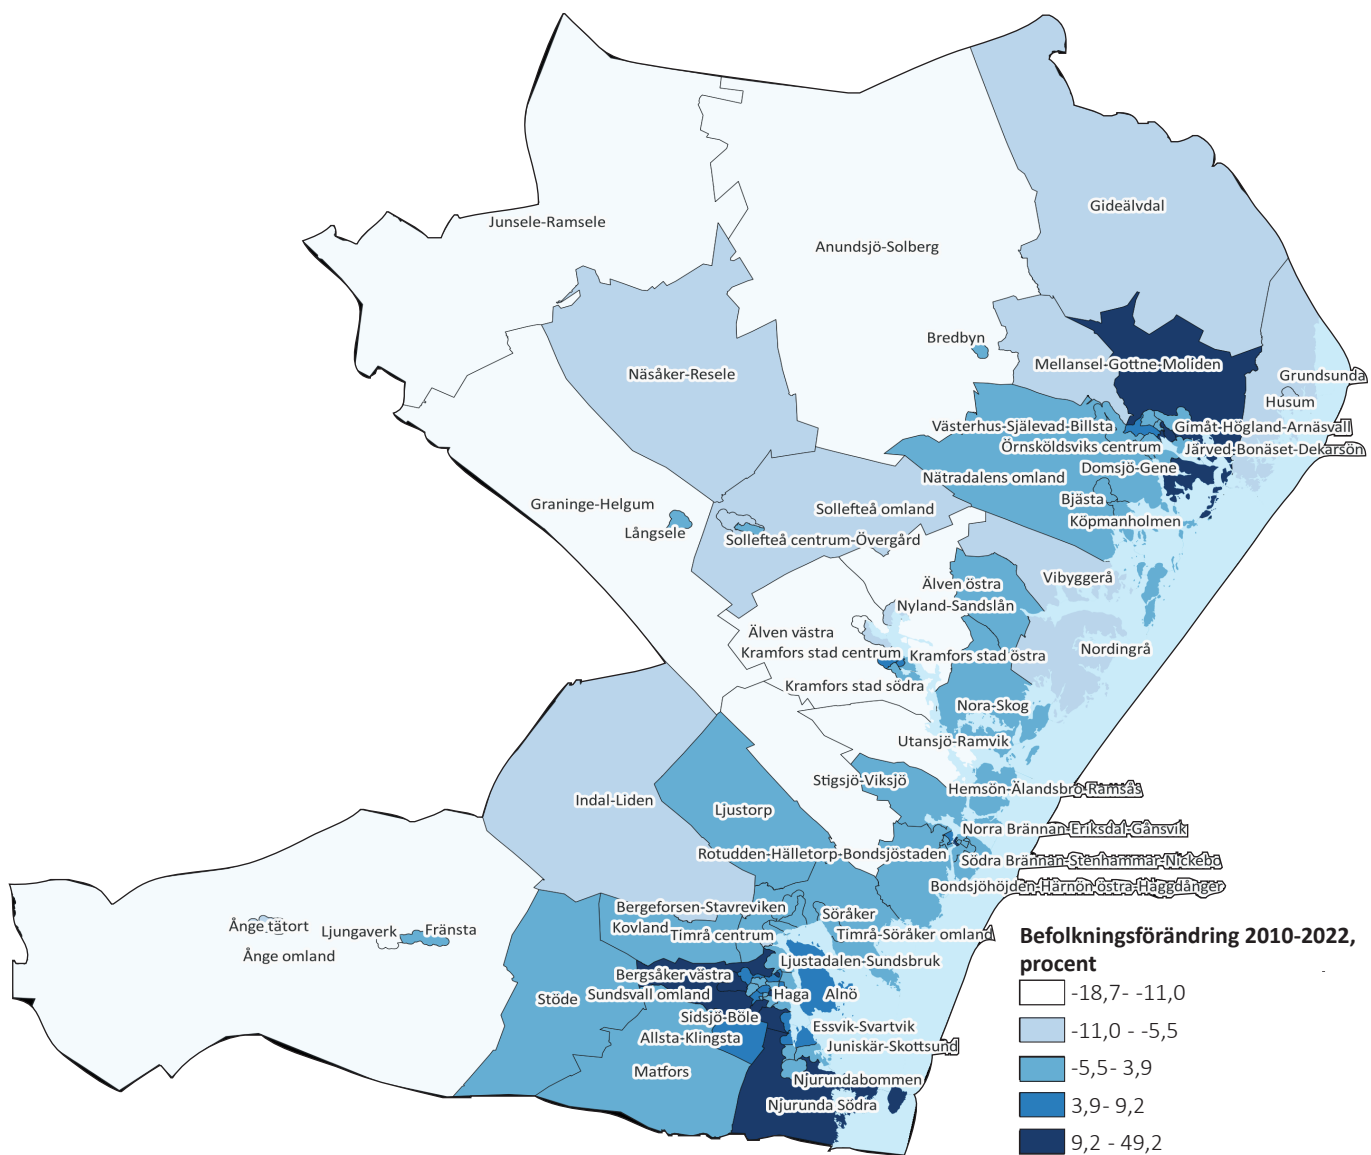 Gideälvdal
Junsele-Ramsele
Anundsjö-Solberg
Bredbyn
Mellansel-Gottne-Moliden
Näsåker-Resele
Grundsunda
Husum
Västerhus-Själevad-Billsta
Gimåt-Högland-Arnäsvall
Örnsköldsviks centrum
Järved-Bonäset-Dekarsön
Domsjö-Gene
Nätradalens omland
Bjästa
Graninge-Helgum
Sollefteå omland
Köpmanholmen
Långsele
Sollefteå centrum-Övergård
Vibyggerå
Älven östra
Nyland-Sandslån
Älven västra
Nordingrå
Kramfors stad centrum
Kramfors stad östra
Kramfors stad södra
Nora-Skog
Utansjö-Ramvik
Stigsjö-Viksjö
Hemsön-Älandsbro-Ramsås
Indal-Liden
Ljustorp
Norra Brännan-Eriksdal-Gånsvik
Rotudden-Hälletorp-Bondsjöstaden
Södra Brännan-Stenhammar-Nickebo
Bondsjöhöjden-Härnön östra-Häggdånger
Bergeforsen-Stavreviken
Söråker
Ånge tätort
Ljungaverk
Fränsta
Kovland
Timrå centrum
Timrå-Söråker omland
Ånge omland
Ljustadalen-Sundsbruk
Bergsåker västra
Stöde
Sundsvall omland
Haga
Alnö
Sidsjö-Böle
Essvik-Svartvik
Allsta-Klingsta
Juniskär-Skottsund
Matfors
Njurundabommen
Njurunda Södra
Befolkningsförändring 2010-2022,
procent
-18,7- -11,0
-11,0 - -5,5
-5,5- 3,9
3,9- 9,2
9,2 - 49,2